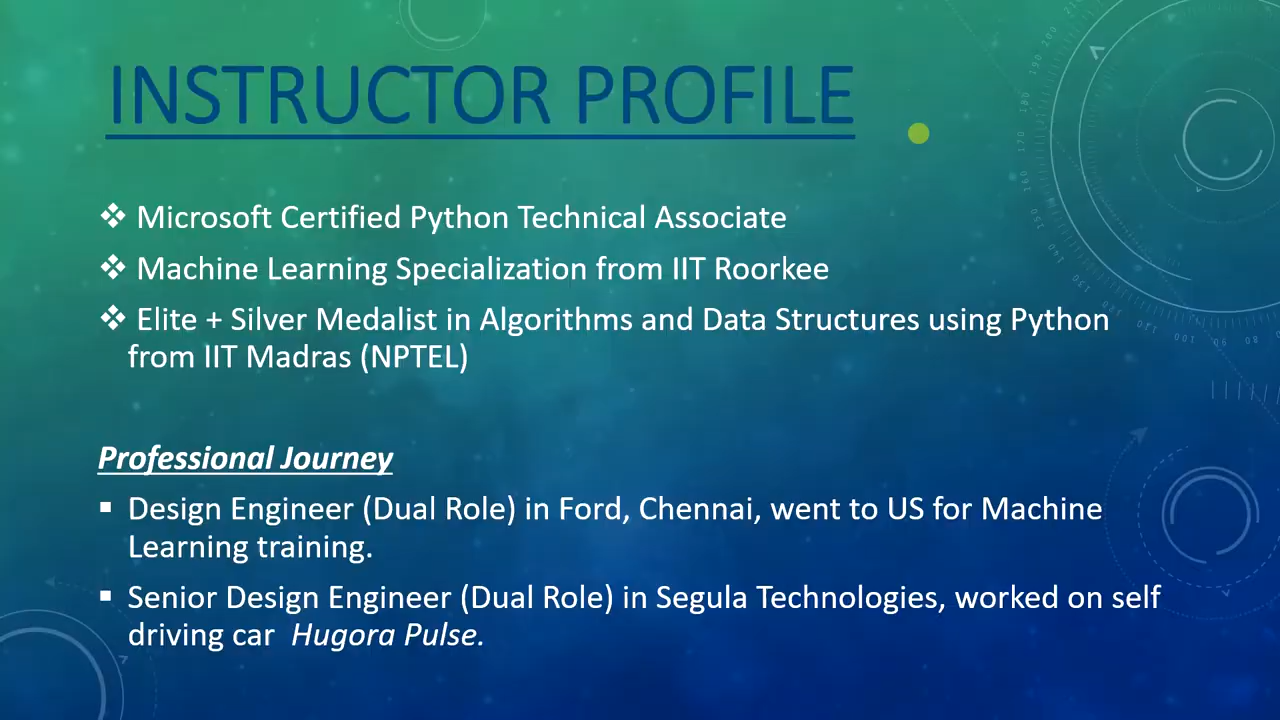 INSTRUCTOR PROFILE
❖ Microsoft Certified Python Technical Associate
❖ Machine Learning Specialization from IIT Roorkee
❖ Elite + Silver Medalist in Algorithms and Data Structures using Python
from IIT Madras (NPTEL)
Professional Journey
▪ Design Engineer (Dual Role) in Ford, Chennai, went to US for Machine
Learning training.
▪ Senior Design Engineer (Dual Role) in Segula Technologies, worked on self
driving car Hugora Pulse.